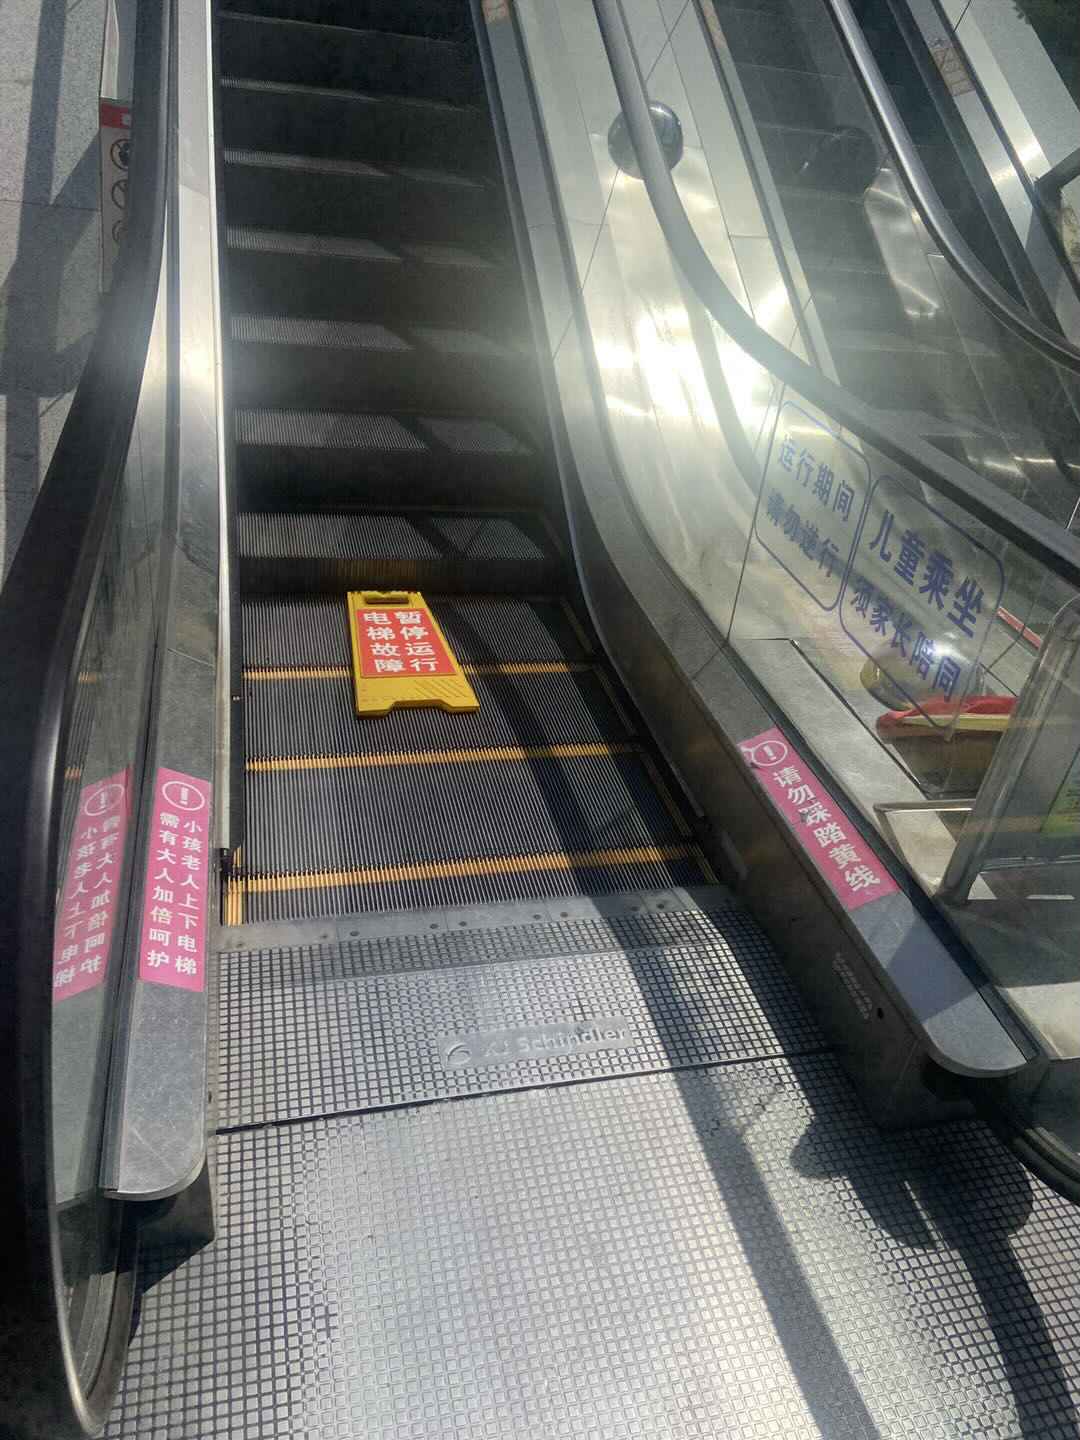 运行期间
请勿逆行
儿童乘坐
须家长陪同
暂停运行
电梯故障
小孩老人上下电梯
需有大人加倍呵护
小孩老人上下电梯
需有大人加倍呵护
请勿踩踏黄线
Schindler